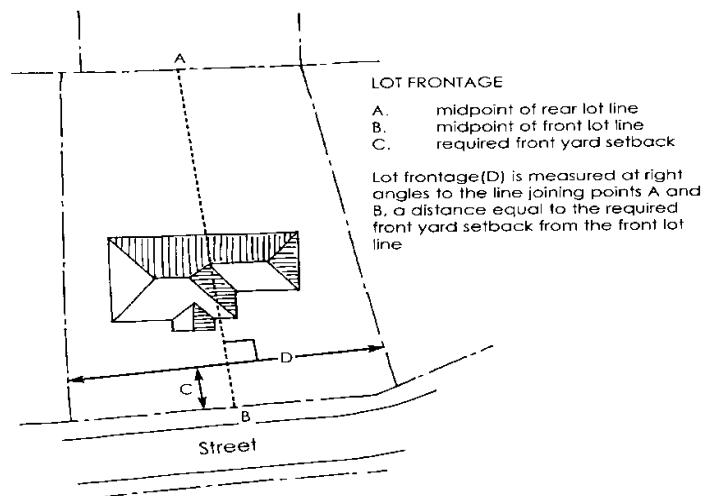 A
LOT FRONTAGE
A. midpoint of rear lot line
B. midpoint of front lot line
C. required front yard setback
Lot frontage(D) is measured at right
angles to the line joining points A and
B, a distance equal to the required
front yard setback from the front lot
line
D
C
B
Street